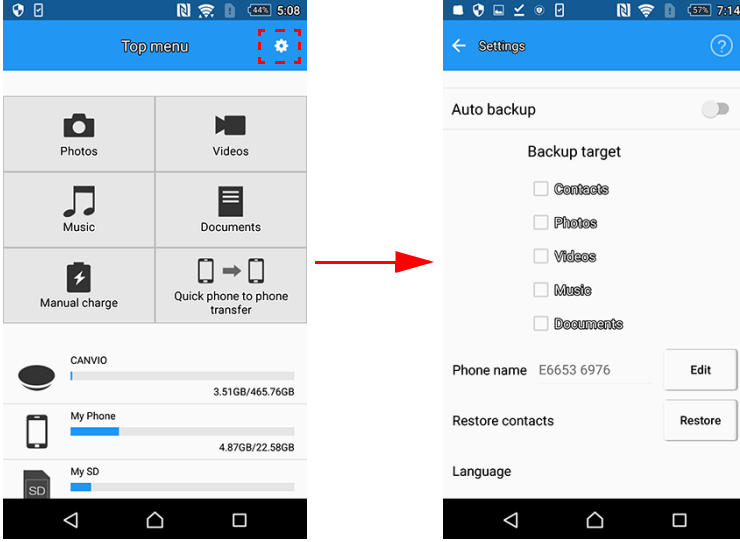 44% 5:08
Top menu
Photos
Videos
Music
Documents
Manual charge
Quick phone to phone
transfer
CANVIO
3.51GB/465.76GB
My Phone
4.87GB/22.58GB
My SD
SD
57% 7:14
Settings
?
Auto backup
Backup target
Contacts
Photos
Videos
Music
Documents
Phone name E6653 6976 Edit
Restore contacts Restore
Language